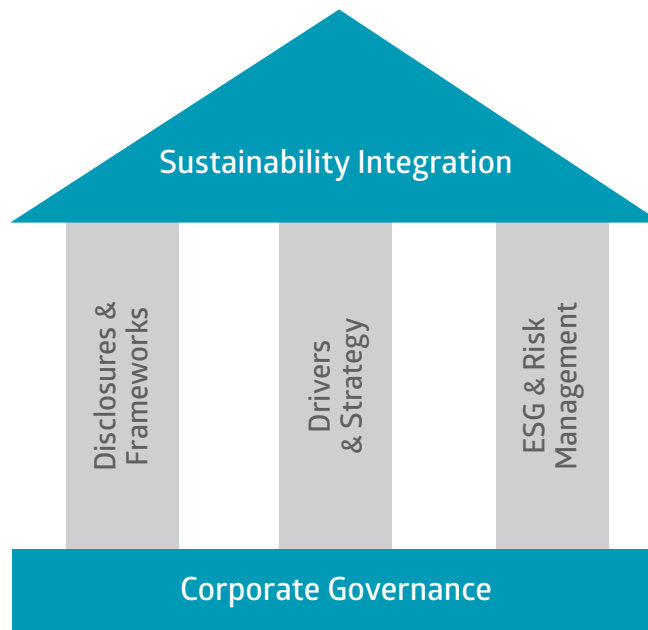 Sustainability Integration
Disclosures &
Frameworks
Drivers
& Strategy
ESG & Risk
Management
Corporate Governance